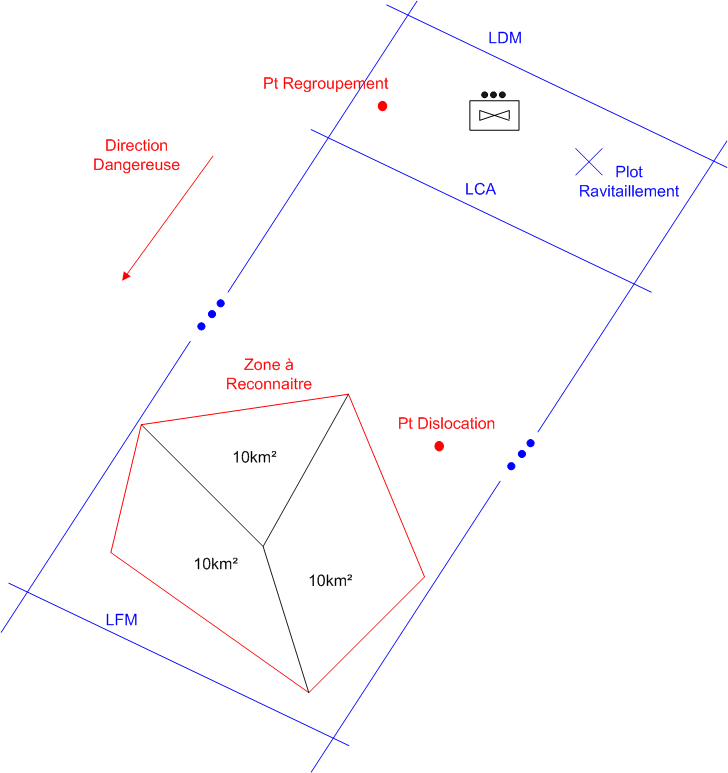 LDM
Pt Regroupement
Direction
Dangereuse
Plot
Ravitaillement
LCA
Zone à
Reconnaitre
Pt Dislocation
10km²
10km²
10km²
LFM